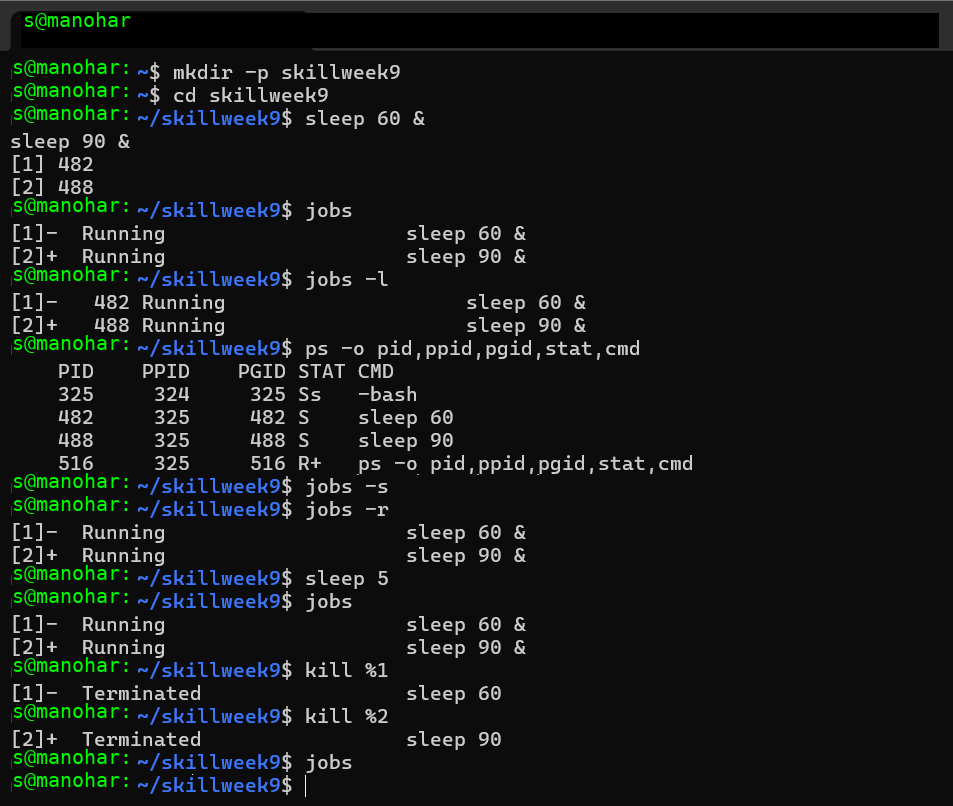 s@manohar
s@manohar: ~$ mkdir -p skillweek9
s@manohar: ~$ cd skillweek9
s@manohar: ~/skillweek9$ sleep 60 &
sleep 90 &
[1] 482
[2] 488
s@manohar: ~/skillweek9$ jobs
[1]-  Running                    sleep 60 &
[2]+  Running                    sleep 90 &
s@manohar: ~/skillweek9$ jobs -l
[1]-   482 Running                    sleep 60 &
[2]+   488 Running                    sleep 90 &
s@manohar: ~/skillweek9$ ps -o pid,ppid,pgid,stat,cmd
    PID    PPID    PGID STAT CMD
    325     324     325 Ss   -bash
    482     325     482 S    sleep 60
    488     325     488 S    sleep 90
    516     325     516 R+   ps -o pid,ppid,pgid,stat,cmd
s@manohar: ~/skillweek9$ jobs -s
s@manohar: ~/skillweek9$ jobs -r
[1]-  Running                    sleep 60 &
[2]+  Running                    sleep 90 &
s@manohar: ~/skillweek9$ sleep 5
s@manohar: ~/skillweek9$ jobs
[1]-  Running                    sleep 60 &
[2]+  Running                    sleep 90 &
s@manohar: ~/skillweek9$ kill %1
[1]-  Terminated                 sleep 60
s@manohar: ~/skillweek9$ kill %2
[2]+  Terminated                 sleep 90
s@manohar: ~/skillweek9$ jobs
s@manohar: ~/skillweek9$